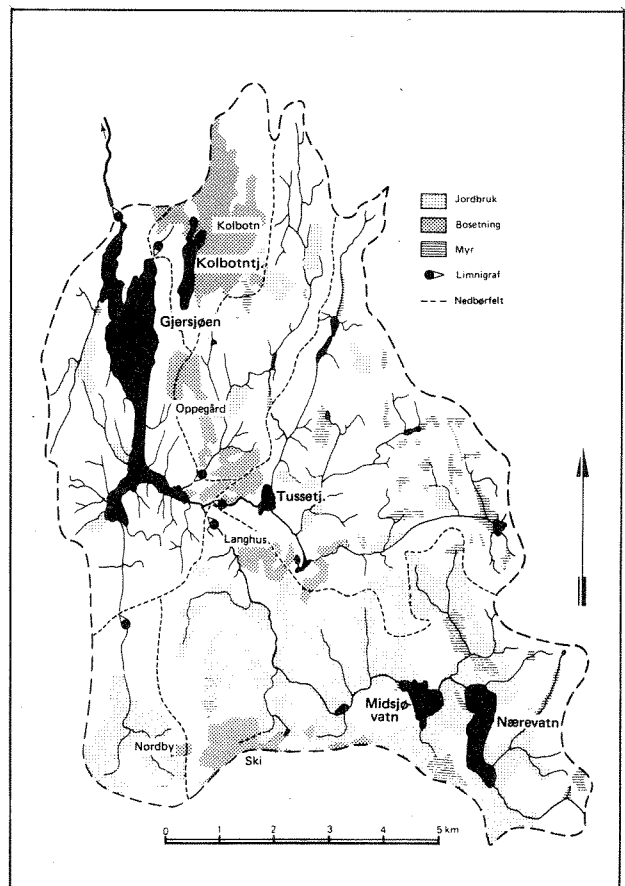 Jordbruk
Bosetning
Myr
Limnigraf
Nedbørfelt
Kolbotn
Kolbotntj.
Gjersjøen
Oppegård
Tussetj.
Langhus
Midsjø-
vatn
Nærevatn
Nordby
Ski
0 1 2 3 4 5 km